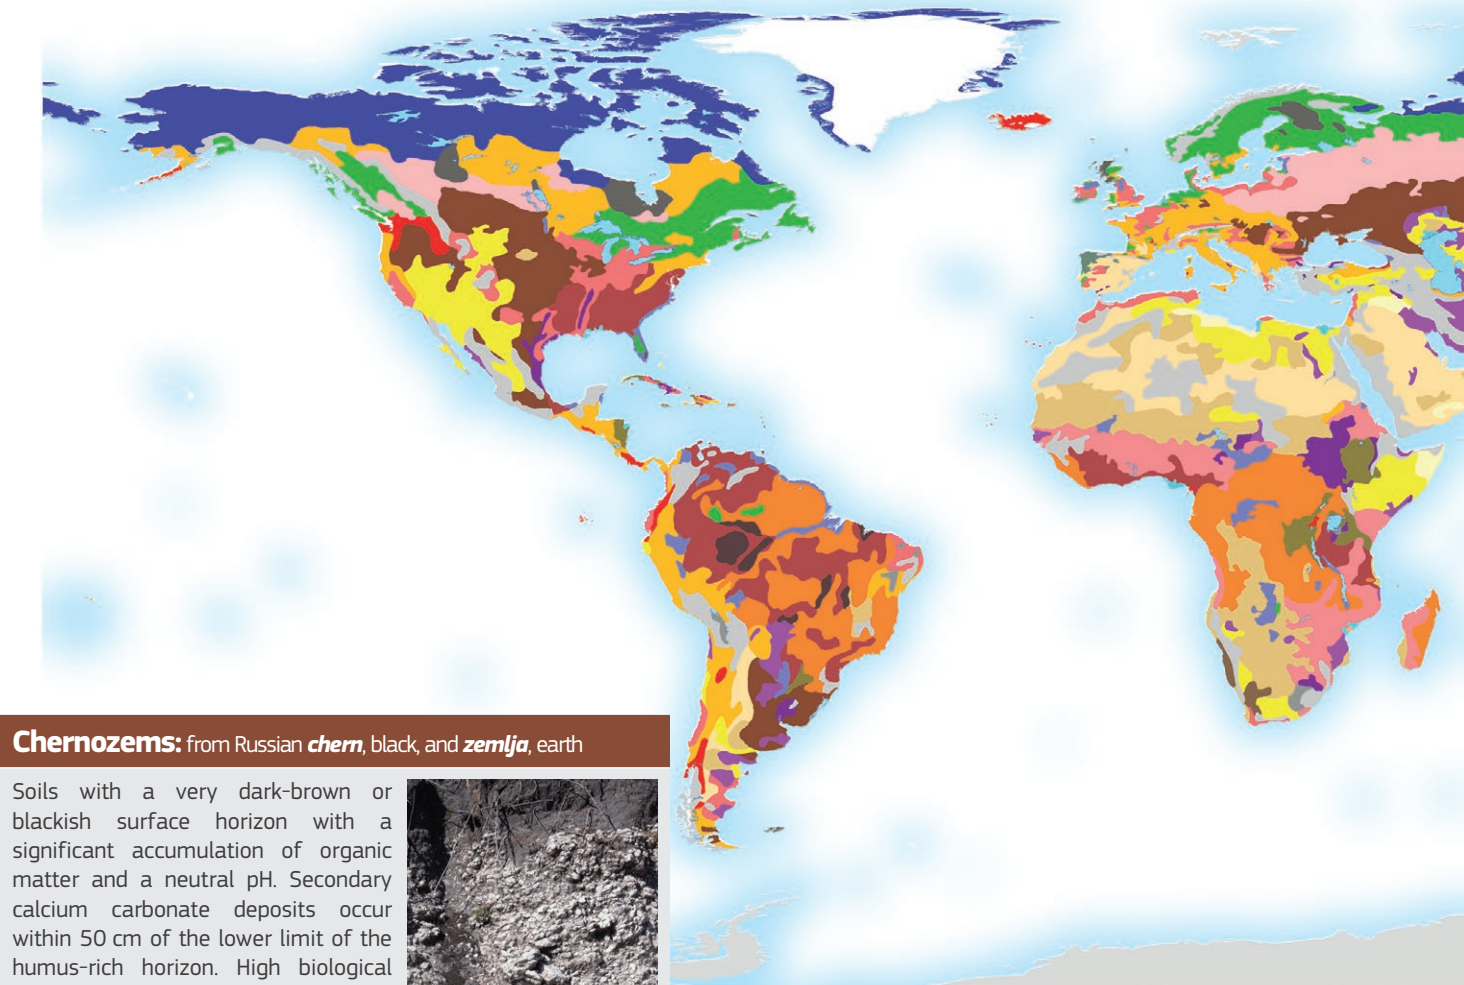 Chernozems: from Russian chern, black, and zemlja, earth
Soils with a very dark-brown or
blackish surface horizon with a
significant accumulation of organic
matter and a neutral pH. Secondary
calcium carbonate deposits occur
within 50 cm of the lower limit of the
humus-rich horizon. High biological